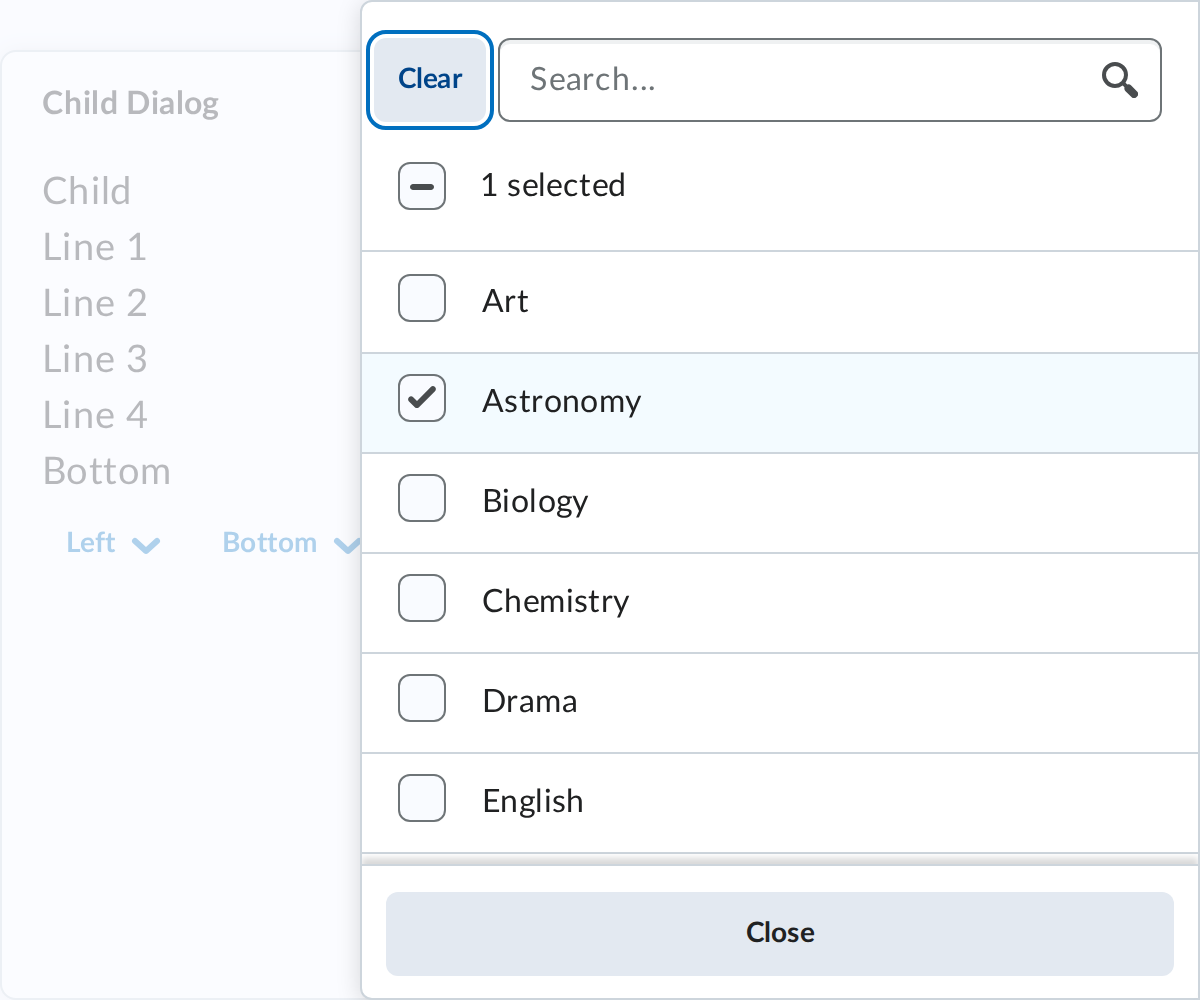 Child Dialog
Child
Line 1
Line 2
Line 3
Line 4
Bottom
Left
Bottom
Clear
Search...
1 selected
Art
Astronomy
Biology
Chemistry
Drama
English
Close